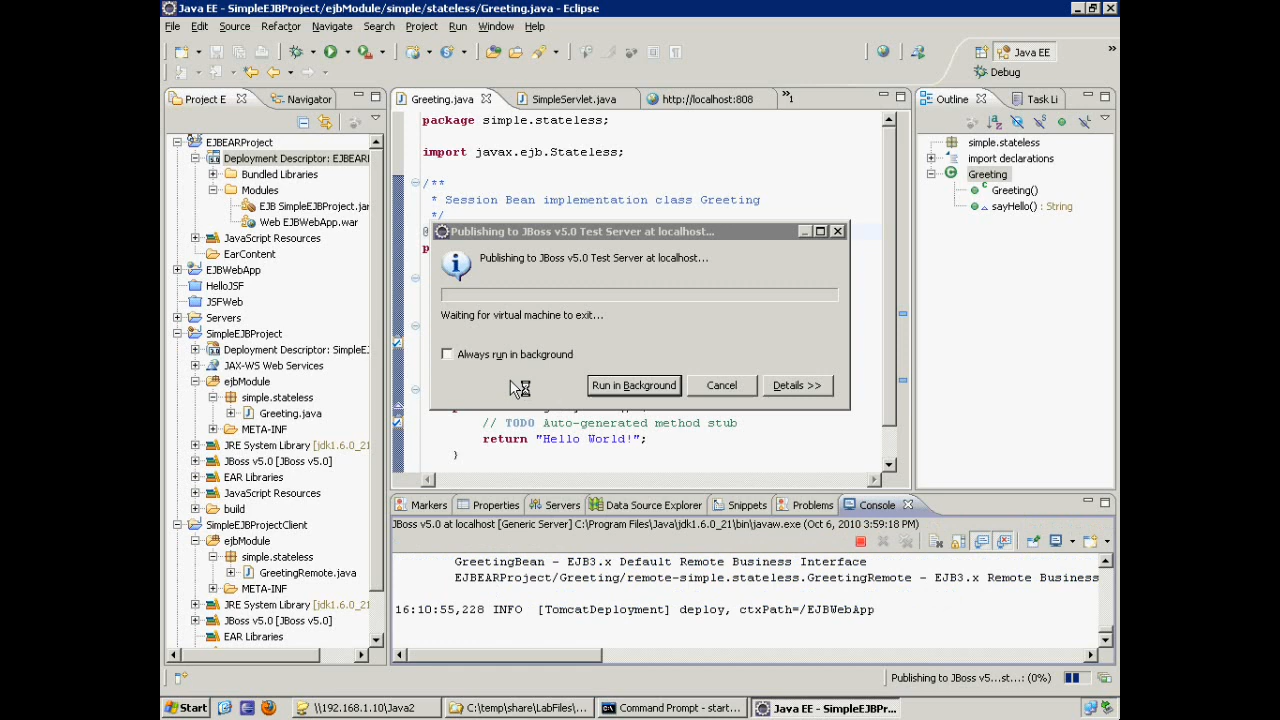 Java EE - SimpleEJBProject/ejbModule/simple/stateless/Greeting.java - Eclipse
File Edit Source Refactor Navigate Search Project Run Window Help
Java EE
Debug
Project E
Navigator
EJBEARProject
Deployment Descriptor: EJBEAR
Bundled Libraries
Modules
EJB SimpleEJBProject.jar
Web EJBWebApp.war
JavaScript Resources
EarContent
EJBWebApp
HelloJSF
JSFWeb
Servers
SimpleEJBProject
Deployment Descriptor: SimpleE
JAX-WS Web Services
ejbModule
simple.stateless
Greeting.java
META-INF
JRE System Library [jdk1.6.0_21]
JBoss v5.0 [JBoss v5.0]
EAR Libraries
JavaScript Resources
build
SimpleEJBProjectClient
ejbModule
simple.stateless
GreetingRemote.java
META-INF
JRE System Library [jdk1.6.0_21]
JBoss v5.0 [JBoss v5.0]
EAR Libraries
Greeting.java
SimpleServlet.java
http://localhost:808
»1
package simple.stateless;
import javax.ejb.Stateless;
/**
* Session Bean implementation class Greeting
*/
@
p
Publishing to JBoss v5.0 Test Server at localhost...
Publishing to JBoss v5.0 Test Server at localhost...
Waiting for virtual machine to exit...
Always run in background
Run in Background
Cancel
Details >>
// TODO Auto-generated method stub
return "Hello World!";
}
Outline
Task Li
simple.stateless
import declarations
Greeting
Greeting()
sayHello() : String
Markers
Properties
Servers
Data Source Explorer
Snippets
Problems
Console
JBoss v5.0 at localhost [Generic Server] C:\Program Files\Java\jdk1.6.0_21\bin\javaw.exe (Oct 6, 2010 3:59:18 PM)
GreetingBean - EJB3.x Default Remote Business Interface
EJBEARProject/Greeting/remote-simple.stateless.GreetingRemote - EJB3.x Remote Business
16:10:55,228 INFO [TomcatDeployment] deploy, ctxPath=/EJBWebApp
Publishing to JBoss v5...st...: (0%)
Start
\\192.168.1.10\Java2
C:\temp\share\LabFiles\...
Command Prompt - start...
Java EE - SimpleEJBPr...